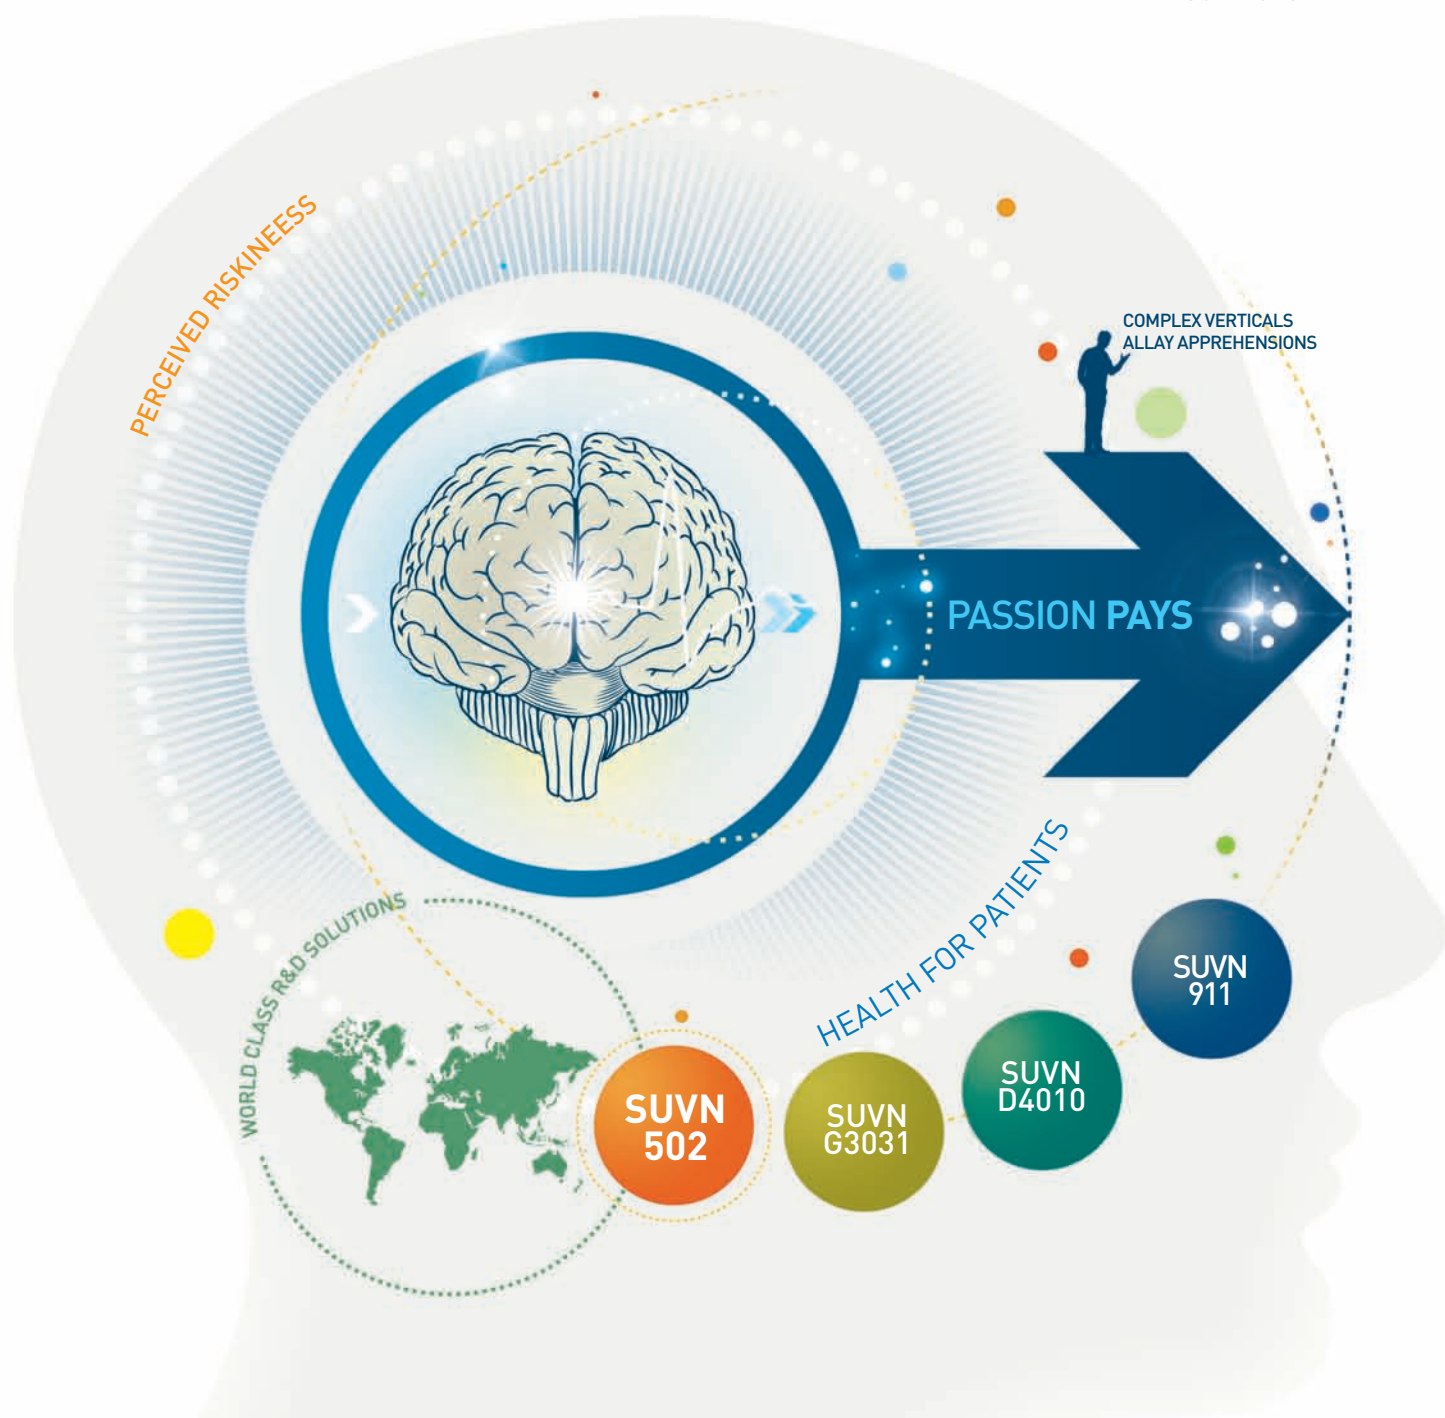 PERCEIVED RISKINEESS
COMPLEX VERTICALS
ALLAY APPREHENSIONS
PASSION PAYS
HEALTH FOR PATIENTS
WORLD CLASS R&D SOLUTIONS
SUVN
911
SUVN
D4010
SUVN
G3031
SUVN
502